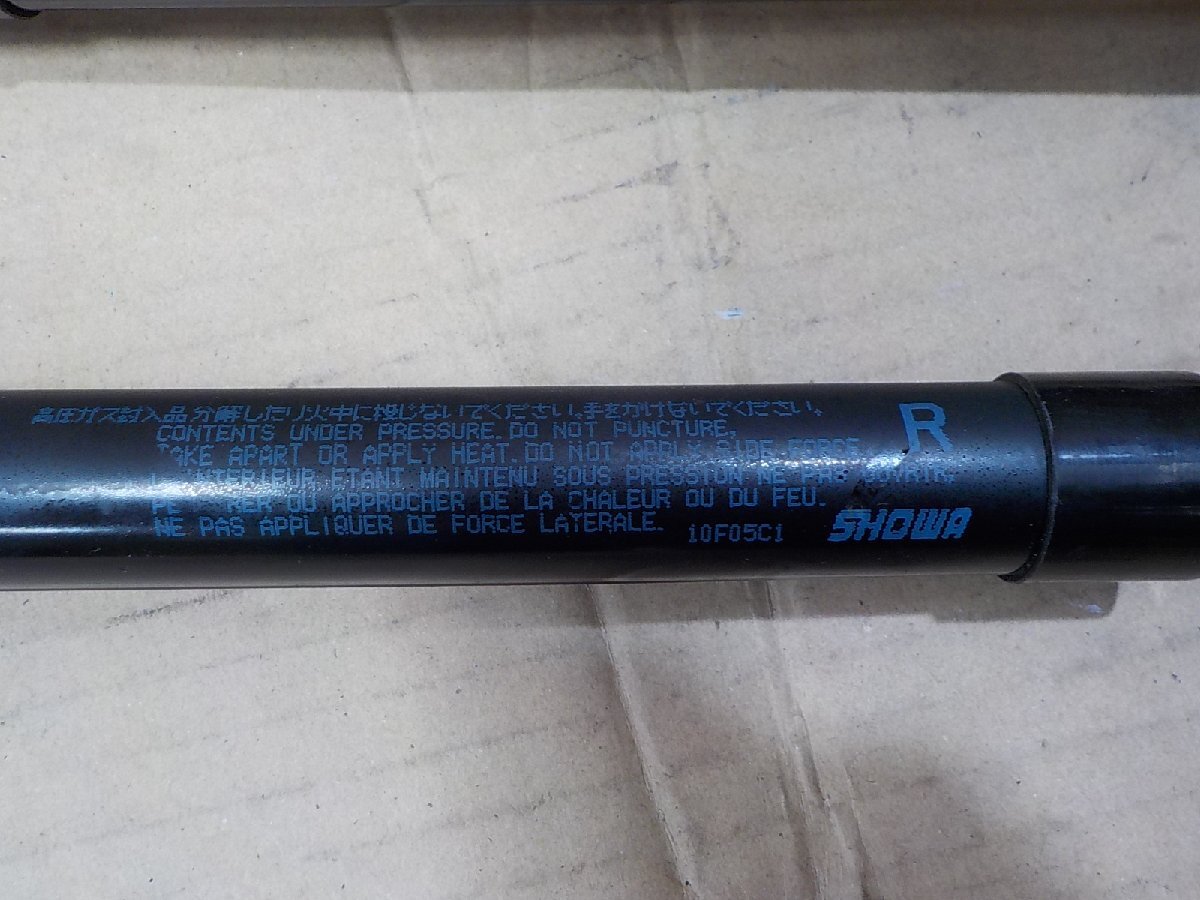 高圧ガス封入品分解したり火中に投じないでください.手をかけないでください.
R
CONTENTS UNDER PRESSURE.DO NOT PUNCTURE,
TAKE APART OR APPLY HEAT.DO NOT APPLY SIDE FORCE
INTERIEUR ETANT MAINTENU SOUS PRESSION NE PAS
OU APPROCHER DE LA CHALEUR OU DU FEU.
NE PAS APPLIQUER DE FORCE LATERALE.
10F05C1
SHOWA